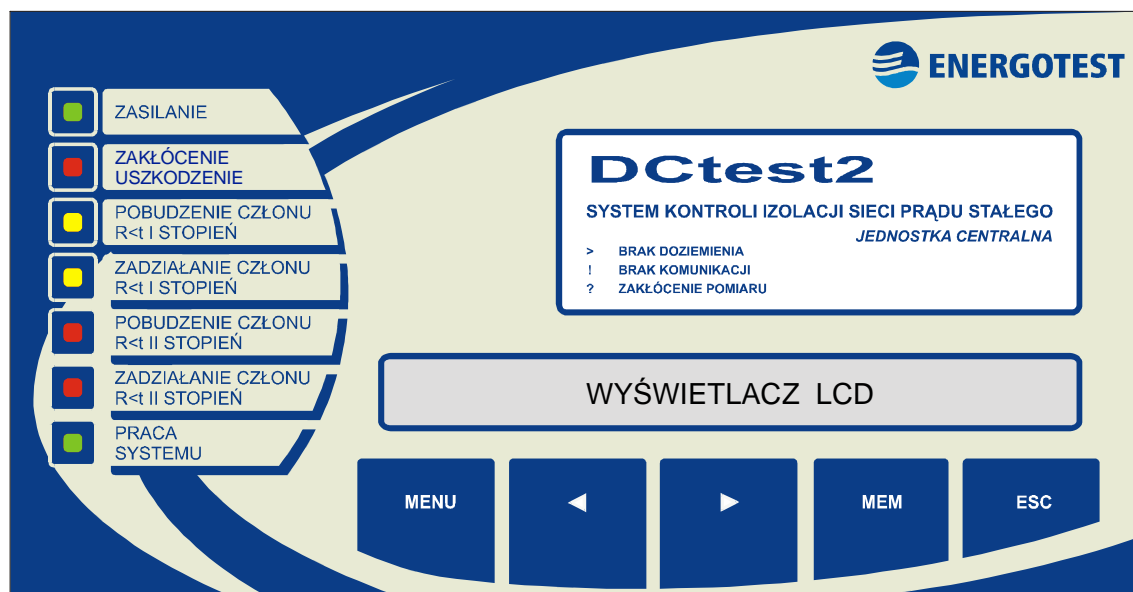 ENERGOTEST
ZASILANIE
ZAKŁÓCENIE
USZKODZENIE
POBUDZENIE CZŁONU
R<t I STOPIEŃ
ZADZIAŁANIE CZŁONU
R<t I STOPIEŃ
POBUDZENIE CZŁONU
R<t II STOPIEŃ
ZADZIAŁANIE CZŁONU
R<t II STOPIEŃ
PRACA
SYSTEMU
DCtest2
SYSTEM KONTROLI IZOLACJI SIECI PRĄDU STAŁEGO
JEDNOSTKA CENTRALNA
> BRAK DOZIEMIENIA
! BRAK KOMUNIKACJI
? ZAKŁÓCENIE POMIARU
WYŚWIETLACZ LCD
MENU ◄ ► MEM ESC